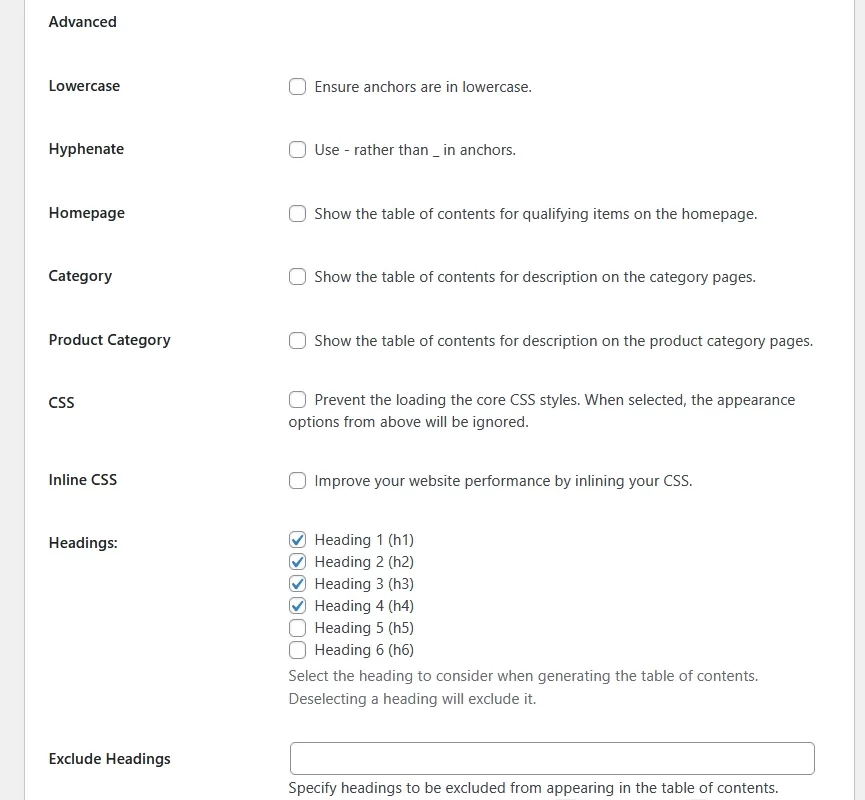 Advanced
Lowercase
Ensure anchors are in lowercase.
Hyphenate
Use - rather than _ in anchors.
Homepage
Show the table of contents for qualifying items on the homepage.
Category
Show the table of contents for description on the category pages.
Product Category
Show the table of contents for description on the product category pages.
CSS
Prevent the loading the core CSS styles. When selected, the appearance
options from above will be ignored.
Inline CSS
Improve your website performance by inlining your CSS.
Headings:
Heading 1 (h1)
Heading 2 (h2)
Heading 3 (h3)
Heading 4 (h4)
Heading 5 (h5)
Heading 6 (h6)
Select the heading to consider when generating the table of contents.
Deselecting a heading will exclude it.
Exclude Headings
Specify headings to be excluded from appearing in the table of contents.